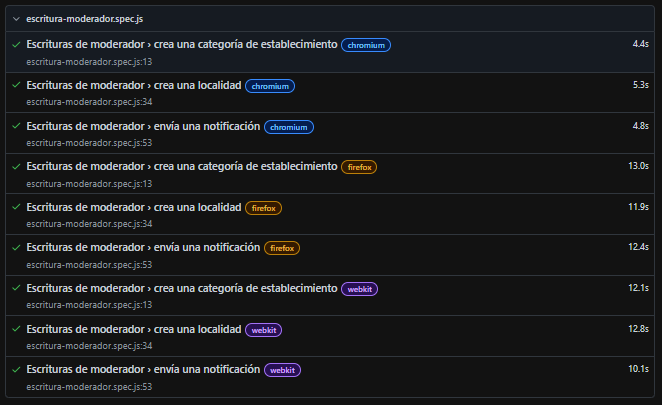 escritura-moderador.spec.js
Escrituras de moderador › crea una categoría de establecimiento chromium 4.4s
escritura-moderador.spec.js:13
Escrituras de moderador › crea una localidad chromium 5.3s
escritura-moderador.spec.js:34
Escrituras de moderador › envía una notificación chromium 4.8s
escritura-moderador.spec.js:53
Escrituras de moderador › crea una categoría de establecimiento firefox 13.0s
escritura-moderador.spec.js:13
Escrituras de moderador › crea una localidad firefox 11.9s
escritura-moderador.spec.js:34
Escrituras de moderador › envía una notificación firefox 12.4s
escritura-moderador.spec.js:53
Escrituras de moderador › crea una categoría de establecimiento webkit 12.1s
escritura-moderador.spec.js:13
Escrituras de moderador › crea una localidad webkit 12.8s
escritura-moderador.spec.js:34
Escrituras de moderador › envía una notificación webkit 10.1s
escritura-moderador.spec.js:53